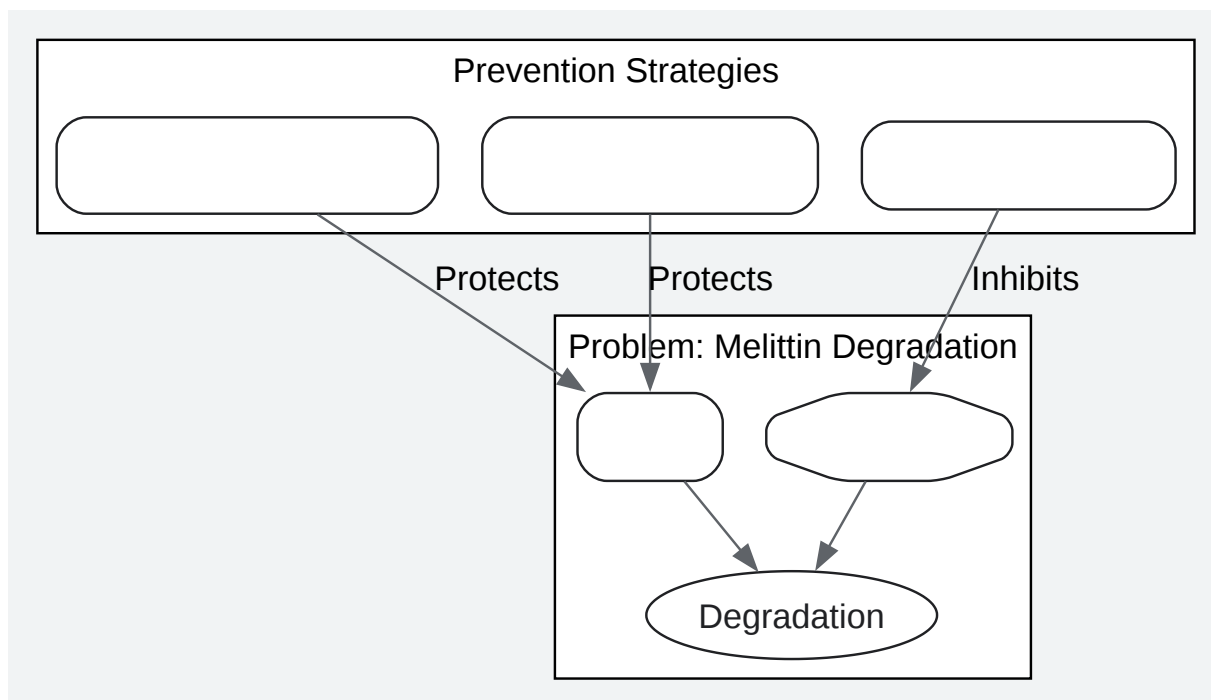 Prevention Strategies
Protects
Protects
Inhibits
Problem: Melittin Degradation
Degradation